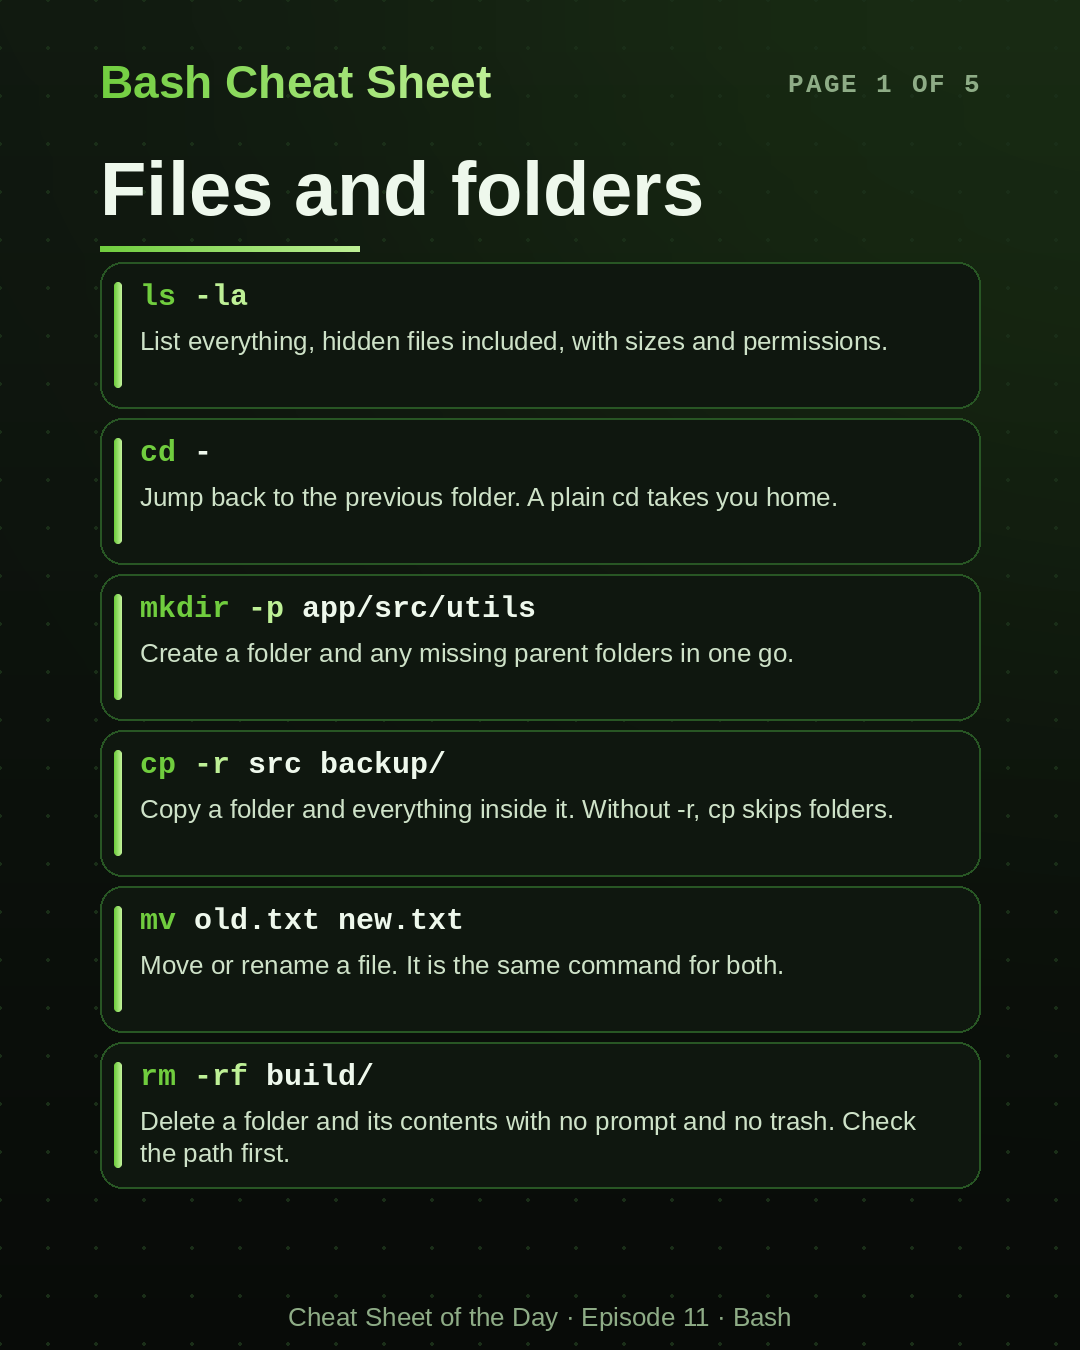 Bash Cheat Sheet
PAGE 1 OF 5
Files and folders
ls -la
List everything, hidden files included, with sizes and permissions.
cd -
Jump back to the previous folder. A plain cd takes you home.
mkdir -p app/src/utils
Create a folder and any missing parent folders in one go.
cp -r src backup/
Copy a folder and everything inside it. Without -r, cp skips folders.
mv old.txt new.txt
Move or rename a file. It is the same command for both.
rm -rf build/
Delete a folder and its contents with no prompt and no trash. Check
the path first.
Cheat Sheet of the Day · Episode 11 · Bash